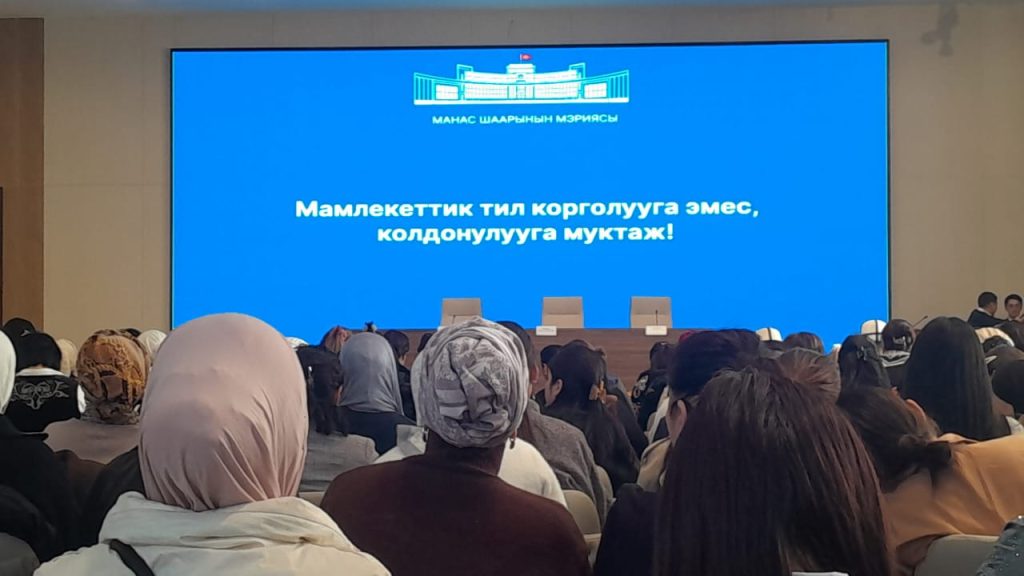 МАНАС ШААРЫНЫН МЭРИЯСЫ
Мамлекеттик тил корголууга эмес,
колдонулууга муктаж!